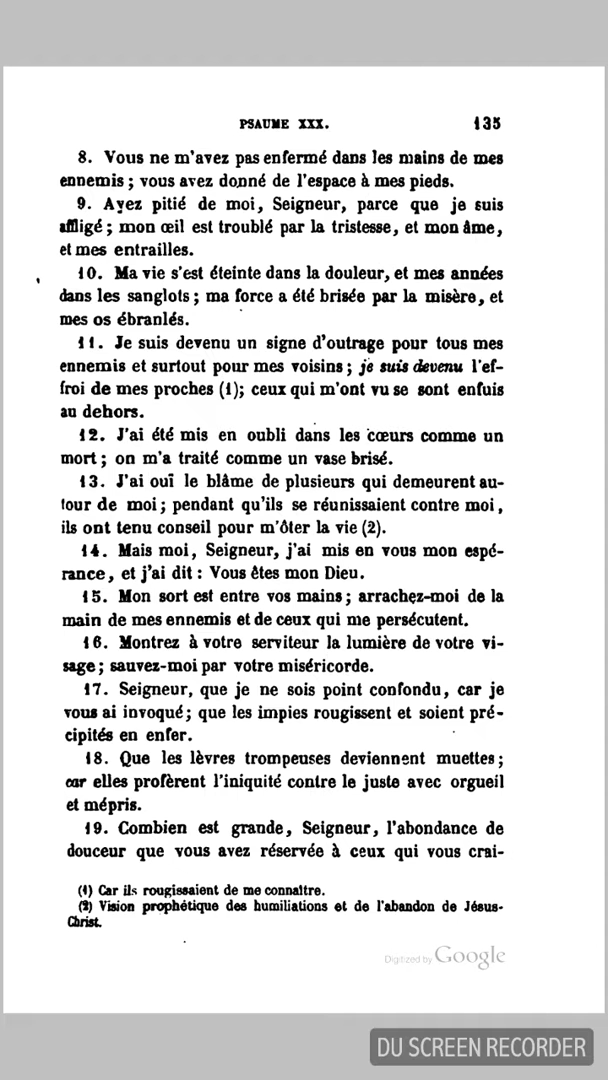 PSAUME XXX. 135
8. Vous ne m'avez pas enfermé dans les mains de mes
ennemis ; vous avez donné de l'espace à mes pieds.
9. Ayez pitié de moi, Seigneur, parce que je suis
affligé ; mon œil est troublé par la tristesse, et mon âme,
et mes entrailles.
10. Ma vie s'est éteinte dans la douleur, et mes années
dans les sanglots ; ma force a été brisée par la misère, et
mes os ébranlés.
11. Je suis devenu un signe d'outrage pour tous mes
ennemis et surtout pour mes voisins ; je suis devenu l'ef-
froi de mes proches (1); ceux qui m'ont vu se sont enfuis
au dehors.
12. J'ai été mis en oubli dans les cœurs comme un
mort ; on m'a traité comme un vase brisé.
13. J'ai ouï le blâme de plusieurs qui demeurent au-
tour de moi ; pendant qu'ils se réunissaient contre moi,
ils ont tenu conseil pour m'ôter la vie (2).
14. Mais moi, Seigneur, j'ai mis en vous mon espé-
rance, et j'ai dit : Vous êtes mon Dieu.
15. Mon sort est entre vos mains ; arrachez-moi de la
main de mes ennemis et de ceux qui me persécutent.
16. Montrez à votre serviteur la lumière de votre vi-
sage ; sauvez-moi par votre miséricorde.
17. Seigneur, que je ne sois point confondu, car je
vous ai invoqué ; que les impies rougissent et soient pré-
cipités en enfer.
18. Que les lèvres trompeuses deviennent muettes ;
car elles profèrent l'iniquité contre le juste avec orgueil
et mépris.
19. Combien est grande, Seigneur, l'abondance de
douceur que vous avez réservée à ceux qui vous crai-
(1) Car ils rougissaient de me connaître.
(2) Vision prophétique des humiliations et de l'abandon de Jésus-
Christ.
Digitized by Google
DU SCREEN RECORDER